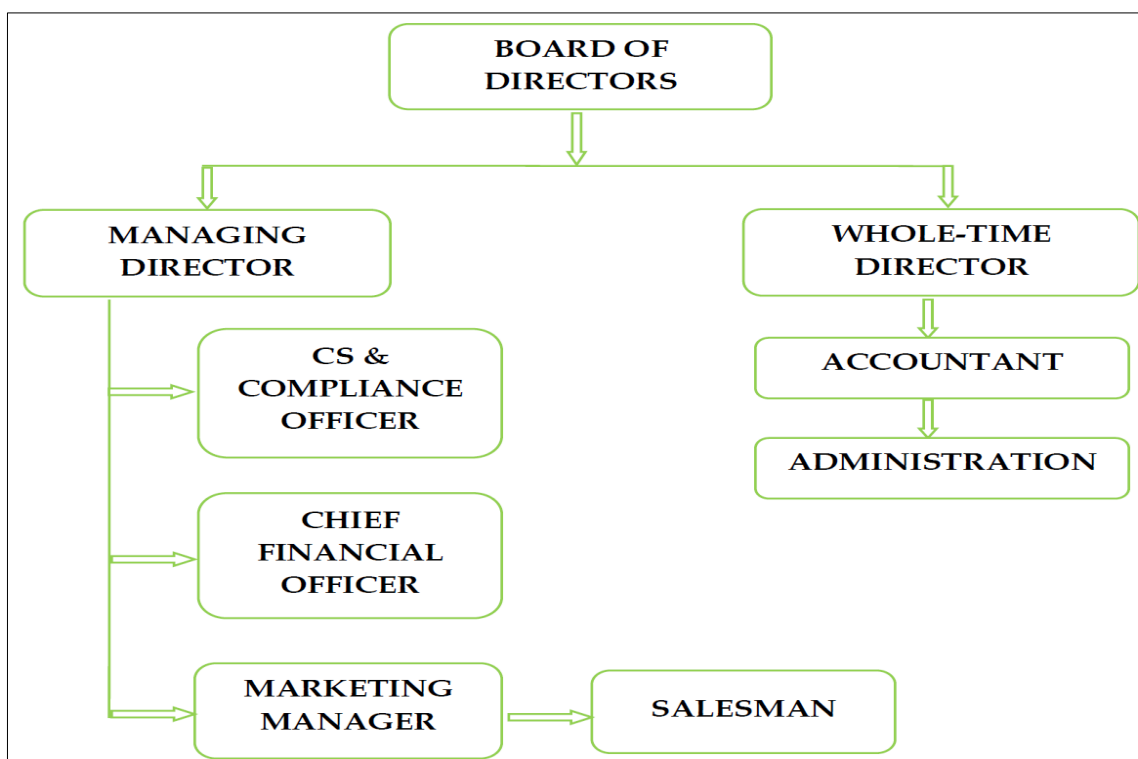 BOARD OF
DIRECTORS
MANAGING
DIRECTOR
WHOLE-TIME
DIRECTOR
CS &
COMPLIANCE
OFFICER
ACCOUNTANT
ADMINISTRATION
CHIEF
FINANCIAL
OFFICER
MARKETING
MANAGER
SALESMAN